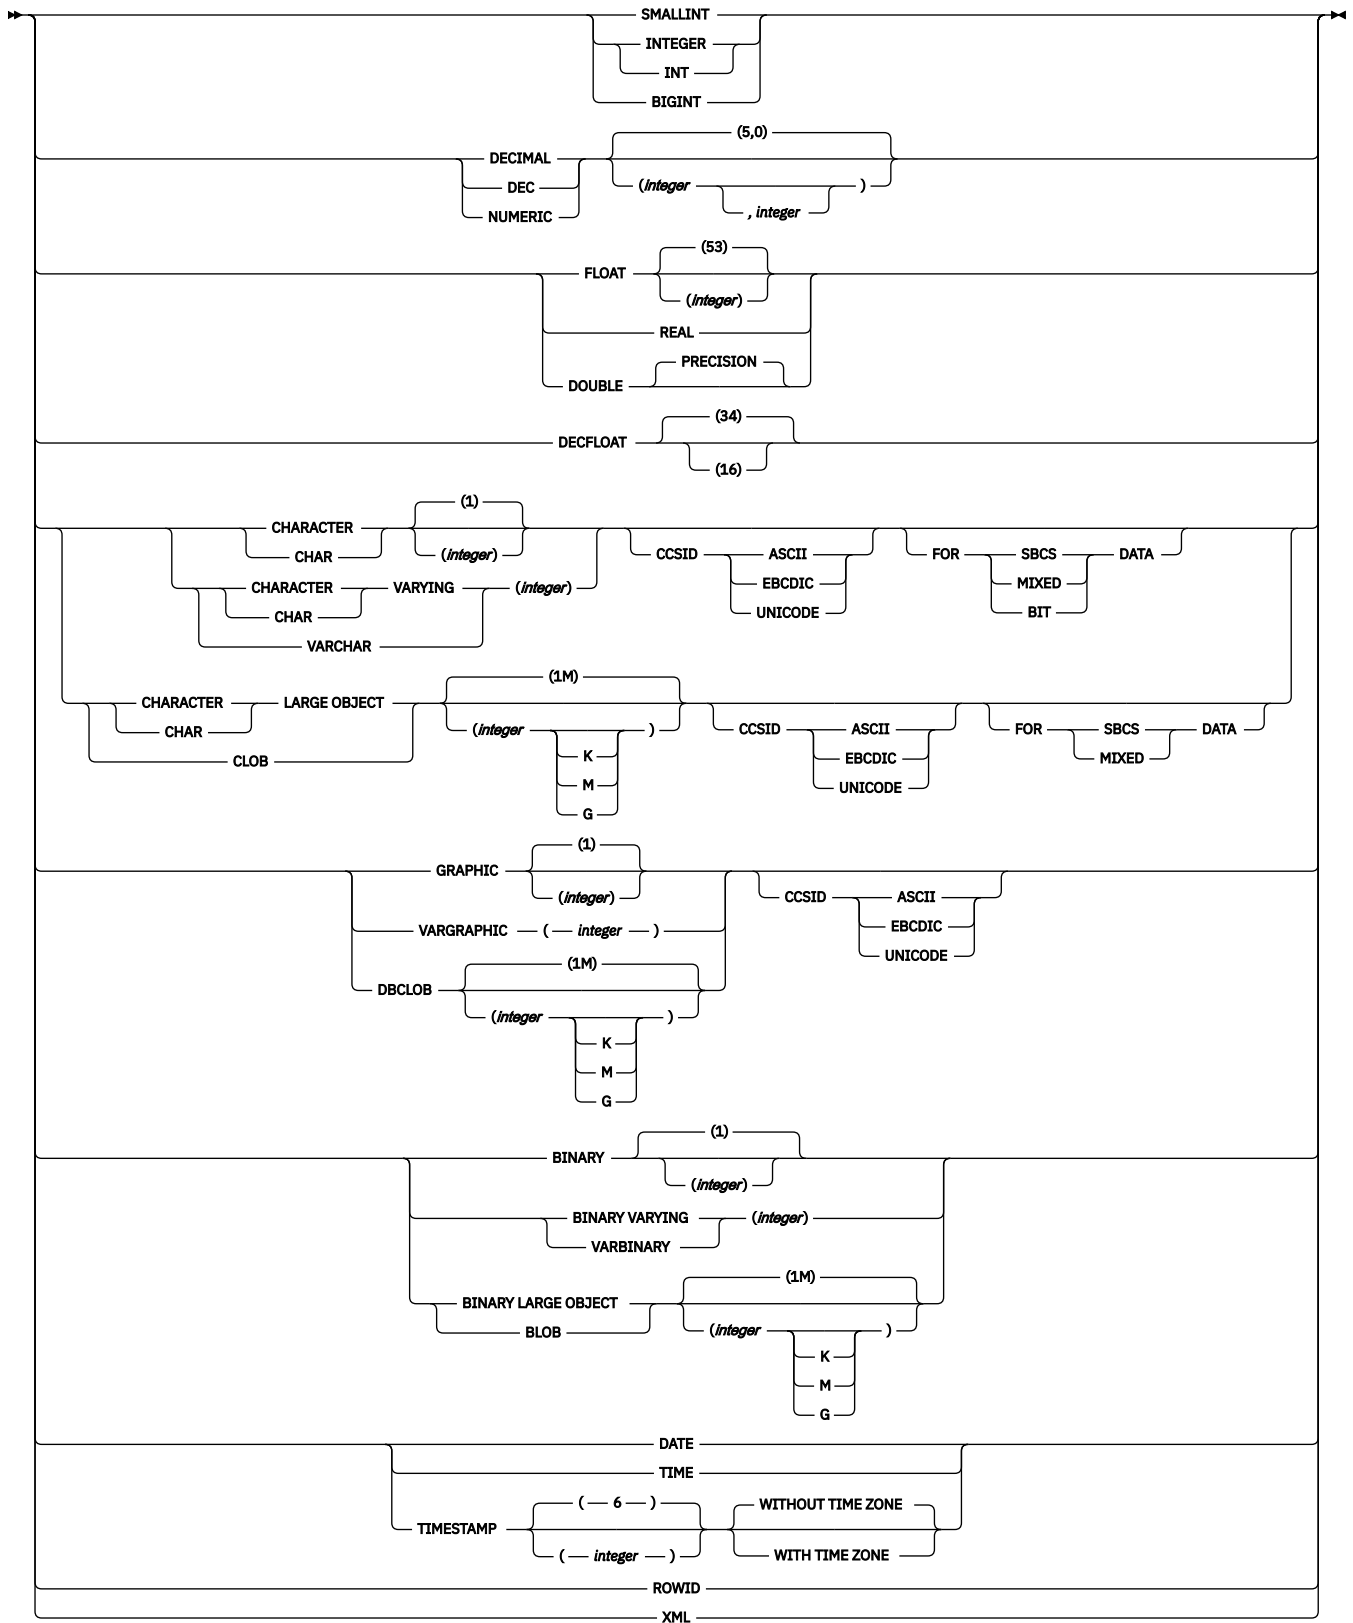 SMALLINT
INTEGER
INT
BIGINT
(5,0)
DECIMAL
DEC
NUMERIC
(integer
, integer
)
(53)
FLOAT
(integer)
REAL
PRECISION
DOUBLE
(34)
DECFLOAT
(16)
(1)
CHARACTER
CHAR
(integer)
CHARACTER VARYING (integer)
CHAR
VARCHAR
CCSID ASCII
EBCDIC
UNICODE
FOR SBCS DATA
MIXED
BIT
(1M)
CHARACTER LARGE OBJECT
CHAR
CLOB
(integer )
K
M
G
CCSID ASCII
EBCDIC
UNICODE
FOR SBCS DATA
MIXED
(1)
GRAPHIC
(integer)
VARGRAPHIC ( integer )
(1M)
DBCLOB
(integer )
K
M
G
CCSID ASCII
EBCDIC
UNICODE
(1)
BINARY
(integer)
BINARY VARYING (integer)
VARBINARY
(1M)
BINARY LARGE OBJECT
BLOB
(integer )
K
M
G
DATE
TIME
( 6 ) WITHOUT TIME ZONE
TIMESTAMP
( integer ) WITH TIME ZONE
ROWID
XML